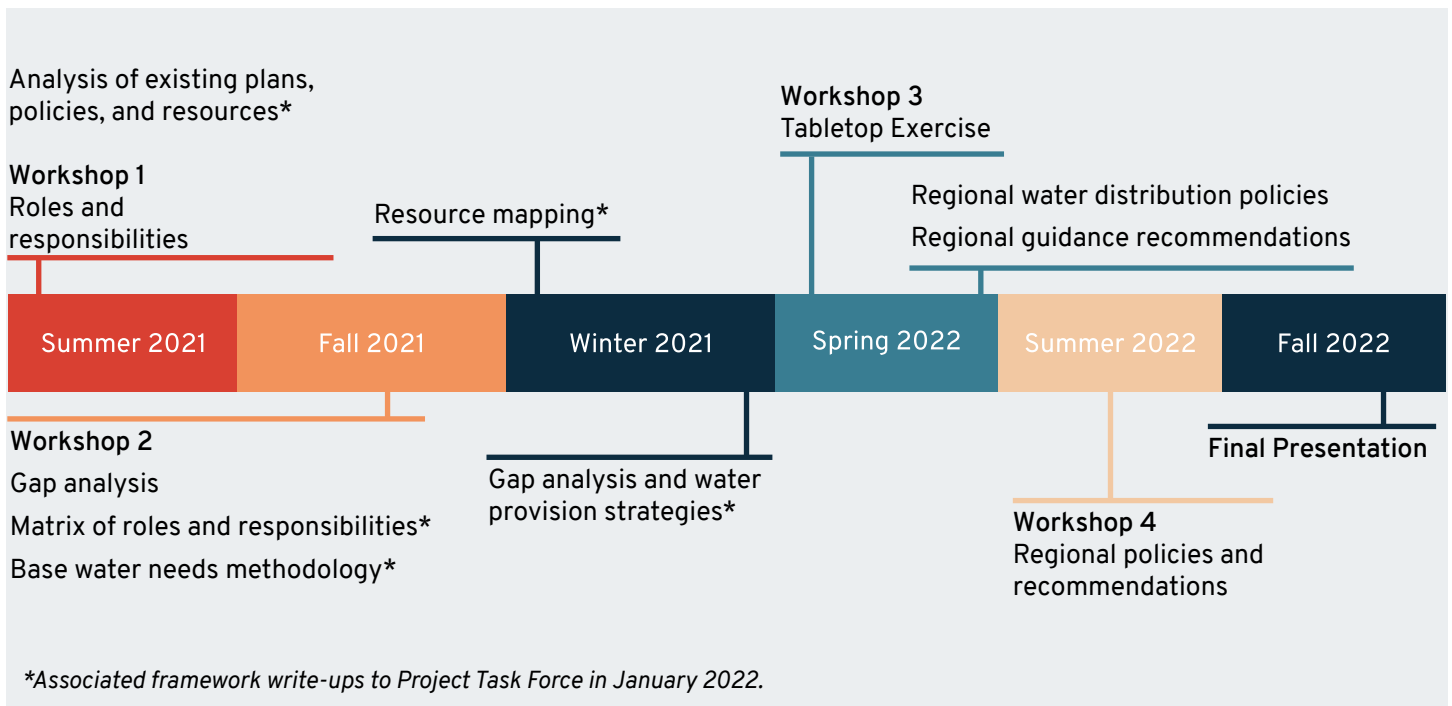 Analysis of existing plans,
policies, and resources*
Workshop 1
Roles and
responsibilities
Resource mapping*
Workshop 3
Tabletop Exercise
Regional water distribution policies
Regional guidance recommendations
Summer 2021
Fall 2021
Winter 2021
Spring 2022
Summer 2022
Fall 2022
Workshop 2
Gap analysis
Matrix of roles and responsibilities*
Base water needs methodology*
Gap analysis and water
provision strategies*
Workshop 4
Regional policies and
recommendations
Final Presentation
*Associated framework write-ups to Project Task Force in January 2022.